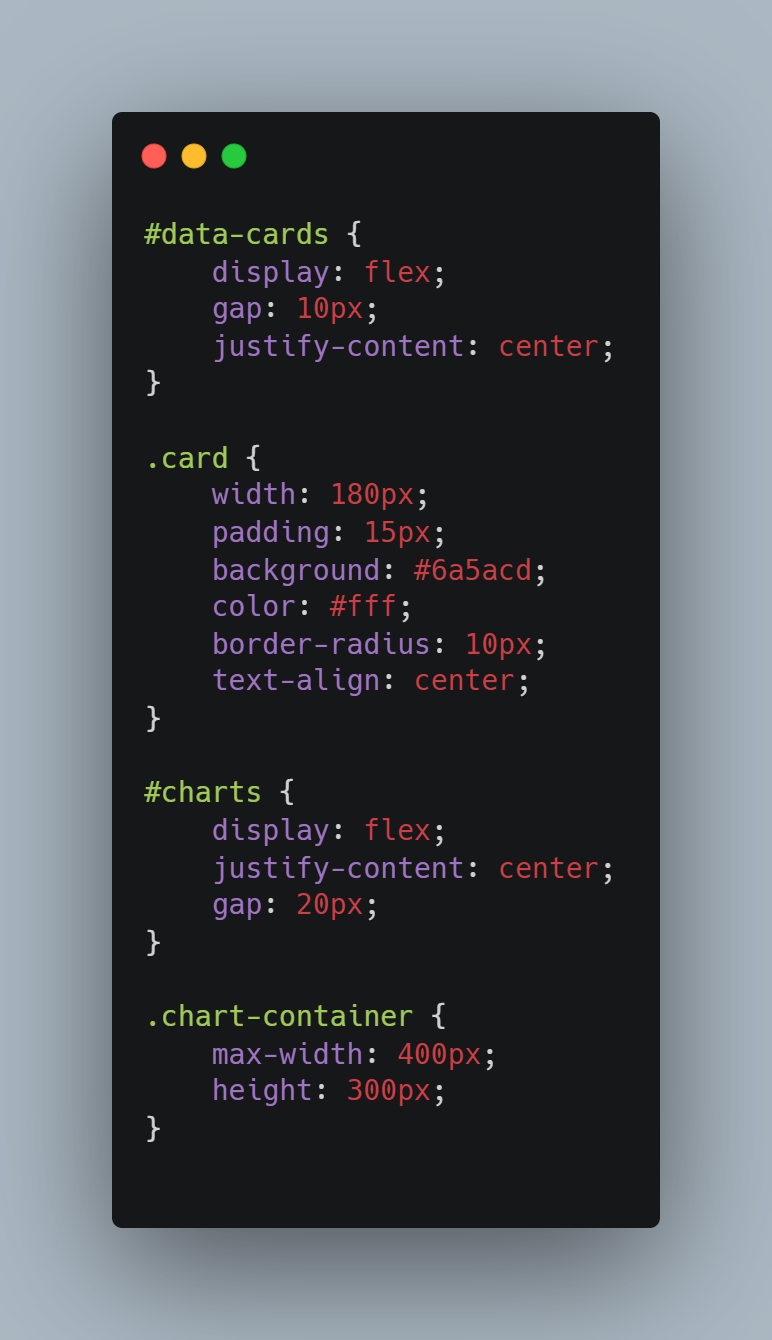 #data-cards {
    display: flex;
    gap: 10px;
    justify-content: center;
}

.card {
    width: 180px;
    padding: 15px;
    background: #6a5acd;
    color: #fff;
    border-radius: 10px;
    text-align: center;
}

#charts {
    display: flex;
    justify-content: center;
    gap: 20px;
}

.chart-container {
    max-width: 400px;
    height: 300px;
}